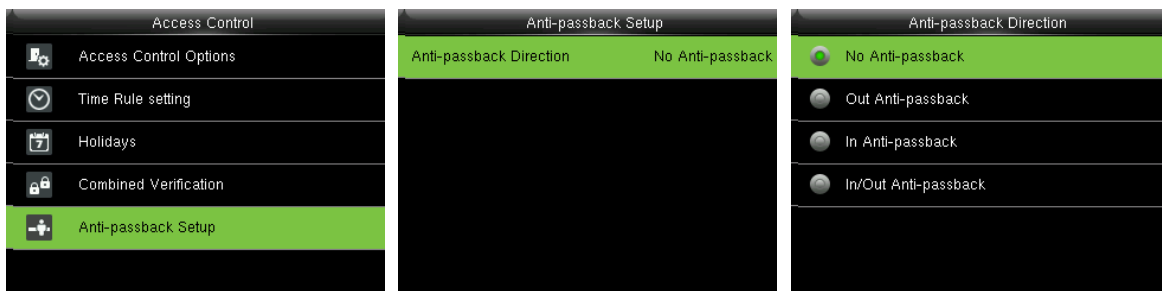 Access Control
Access Control Options
Time Rule setting
7
Holidays
Combined Verification
Anti-passback Setup
Anti-passback Setup
Anti-passback Direction No Anti-passback
Anti-passback Direction
No Anti-passback
Out Anti-passback
In Anti-passback
In/Out Anti-passback